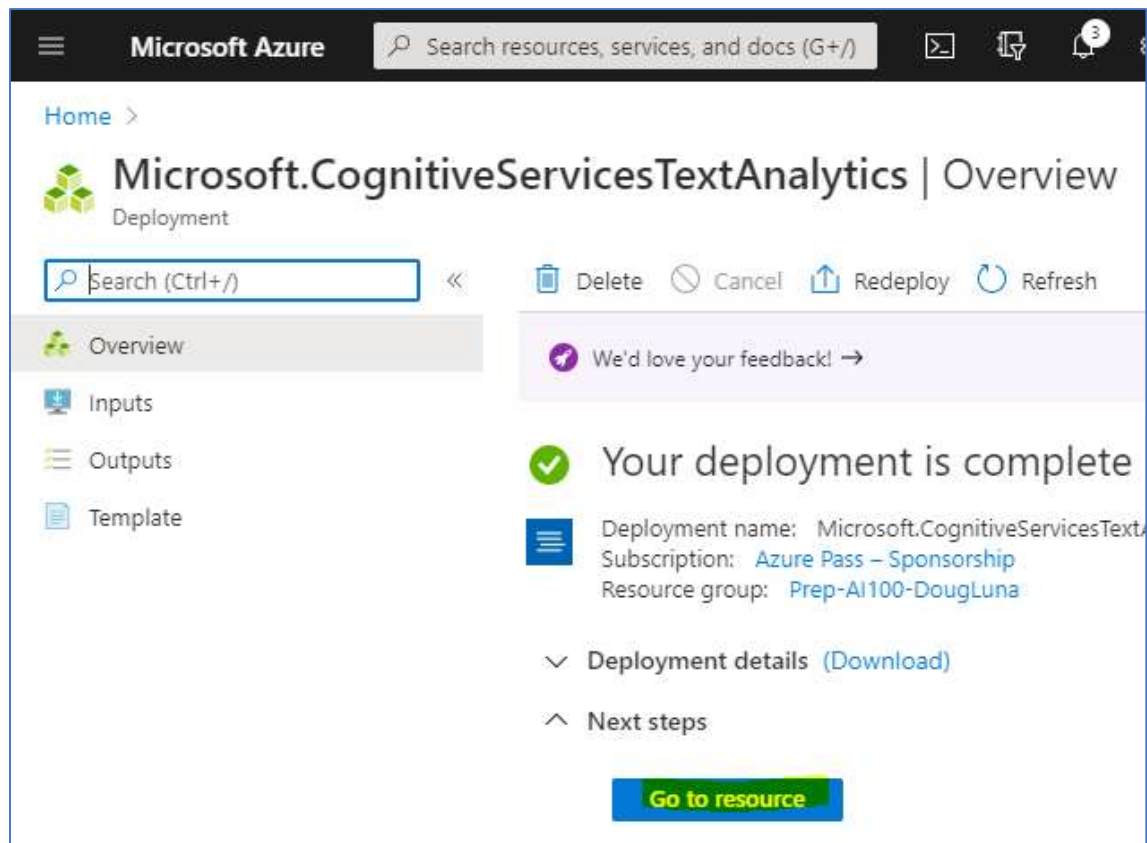 Microsoft Azure
Search resources, services, and docs (G+/)
3
Home >
Microsoft.CognitiveServicesTextAnalytics | Overview
Deployment
Search (Ctrl+/)
«
Delete
Cancel
Redeploy
Refresh
Overview
Inputs
Outputs
Template
We'd love your feedback! →
Your deployment is complete
Deployment name: Microsoft.CognitiveServicesText
Subscription: Azure Pass – Sponsorship
Resource group: Prep-AI100-DougLuna
Deployment details (Download)
Next steps
Go to resource